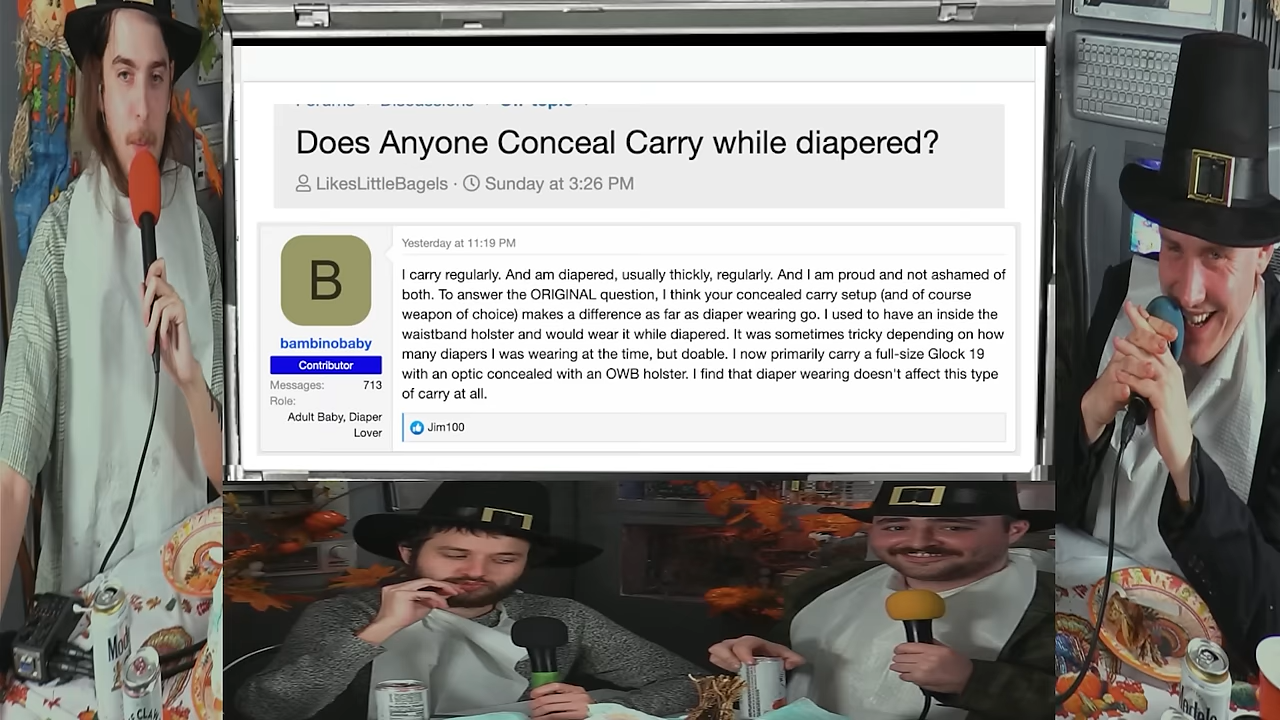 Forums Discussions Off-topic
Does Anyone Conceal Carry while diapered?
LikesLittleBagels · Sunday at 3:26 PM
B
bambinobaby
Contributor
Messages: 713
Role:
Adult Baby, Diaper
Lover
Yesterday at 11:19 PM
I carry regularly. And am diapered, usually thickly, regularly. And I am proud and not ashamed of
both. To answer the ORIGINAL question, I think your concealed carry setup (and of course
weapon of choice) makes a difference as far as diaper wearing go. I used to have an inside the
waistband holster and would wear it while diapered. It was sometimes tricky depending on how
many diapers I was wearing at the time, but doable. I now primarily carry a full-size Glock 19
with an optic concealed with an OWB holster. I find that diaper wearing doesn't affect this type
of carry at all.
Jim100